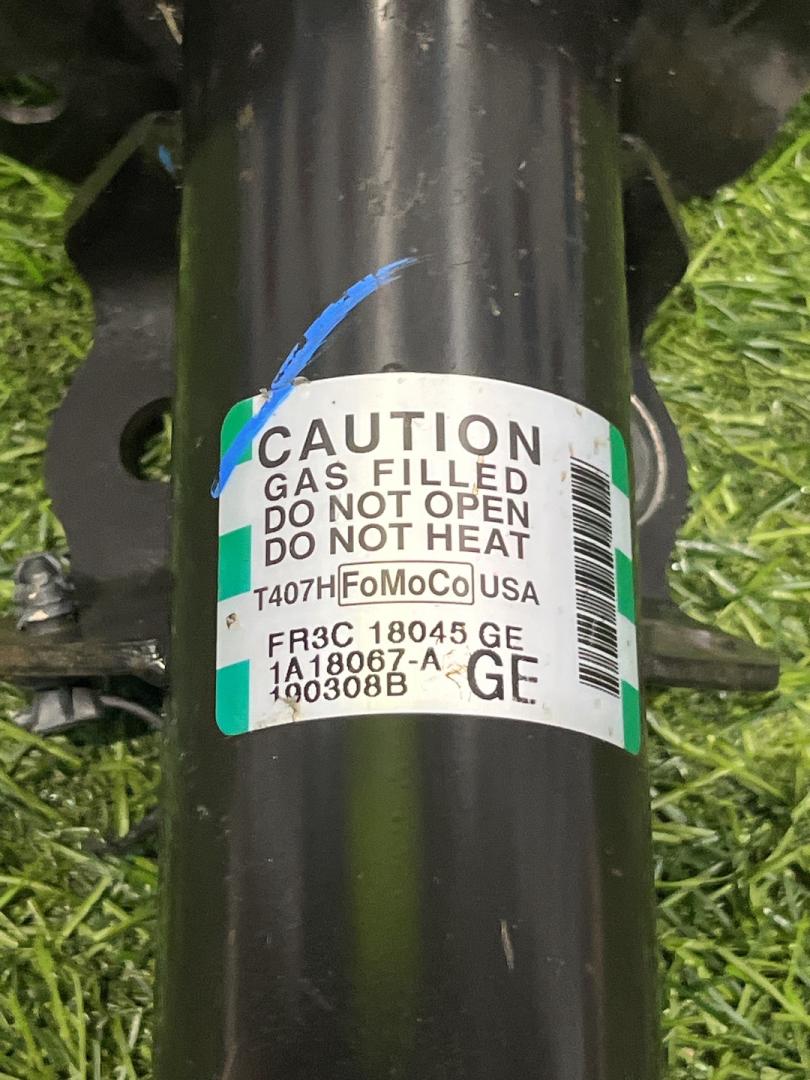 CAUTION
GAS FILLED
DO NOT OPEN
DO NOT HEAT
T407H FoMoCo USA
FR3C 18045 GE
1A18067-A GE
190308B